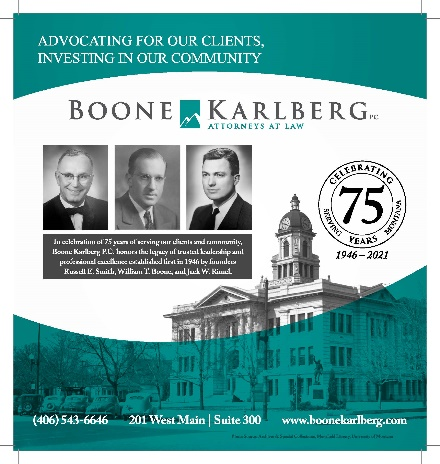 ADVOCATING FOR OUR CLIENTS,
INVESTING IN OUR COMMUNITY
BOONE KARLBERG PC
ATTORNEYS AT LAW
CELEBRATING
75
YEARS
SERVING MONTANA
1946 – 2021
In celebration of 75 years of serving our clients and community,
Boone Karlberg P.C. honors the legacy of trusted leadership and
professional excellence established first in 1946 by founders
Russell E. Smith, William T. Boone, and Jack W. Rimel.
(406) 543-6646 201 West Main | Suite 300 www.boonekarlberg.com